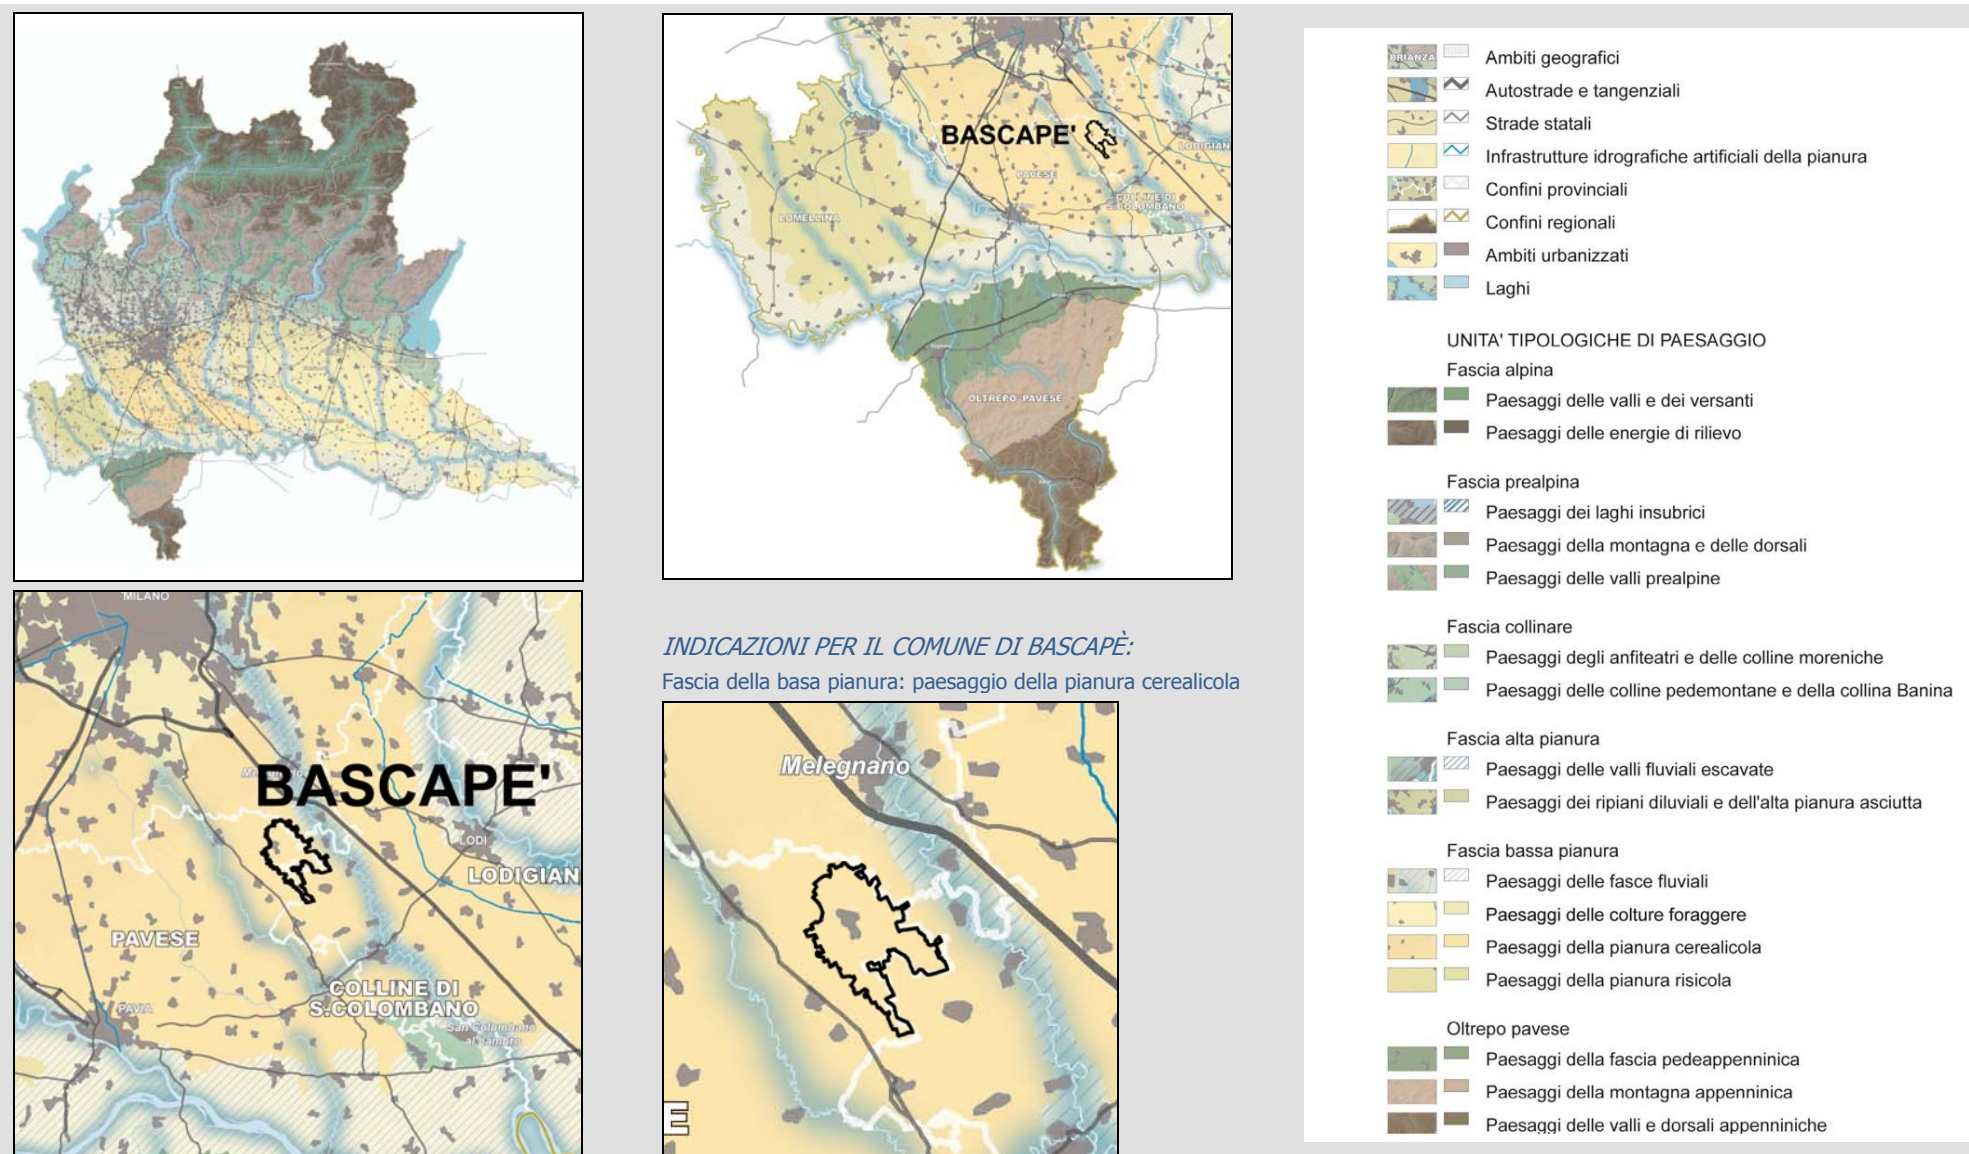 BASCAPE'
LODIGIAN
PAVESE
COLLINE DI
S.COLOMBANO
LOMELLINA
OLTREPO' PAVESE
MILANO
BASCAPE'
LODI
LODIGIAN
PAVESE
COLLINE DI
S.COLOMBANO
PAVIA
San Colombano
al Lambro
INDICAZIONI PER IL COMUNE DI BASCAPÈ:
Fascia della basa pianura: paesaggio della pianura cerealicola
Melegnano
E
BRIANZA
Ambiti geografici
Autostrade e tangenziali
Strade statali
Infrastrutture idrografiche artificiali della pianura
Confini provinciali
Confini regionali
Ambiti urbanizzati
Laghi
UNITA' TIPOLOGICHE DI PAESAGGIO
Fascia alpina
Paesaggi delle valli e dei versanti
Paesaggi delle energie di rilievo
Fascia prealpina
Paesaggi dei laghi insubrici
Paesaggi della montagna e delle dorsali
Paesaggi delle valli prealpine
Fascia collinare
Paesaggi degli anfiteatri e delle colline moreniche
Paesaggi delle colline pedemontane e della collina Banina
Fascia alta pianura
Paesaggi delle valli fluviali escavate
Paesaggi dei ripiani diluviali e dell'alta pianura asciutta
Fascia bassa pianura
Paesaggi delle fasce fluviali
Paesaggi delle colture foraggere
Paesaggi della pianura cerealicola
Paesaggi della pianura risicola
Oltrepo pavese
Paesaggi della fascia pedeappenninica
Paesaggi della montagna appenninica
Paesaggi delle valli e dorsali appenniniche